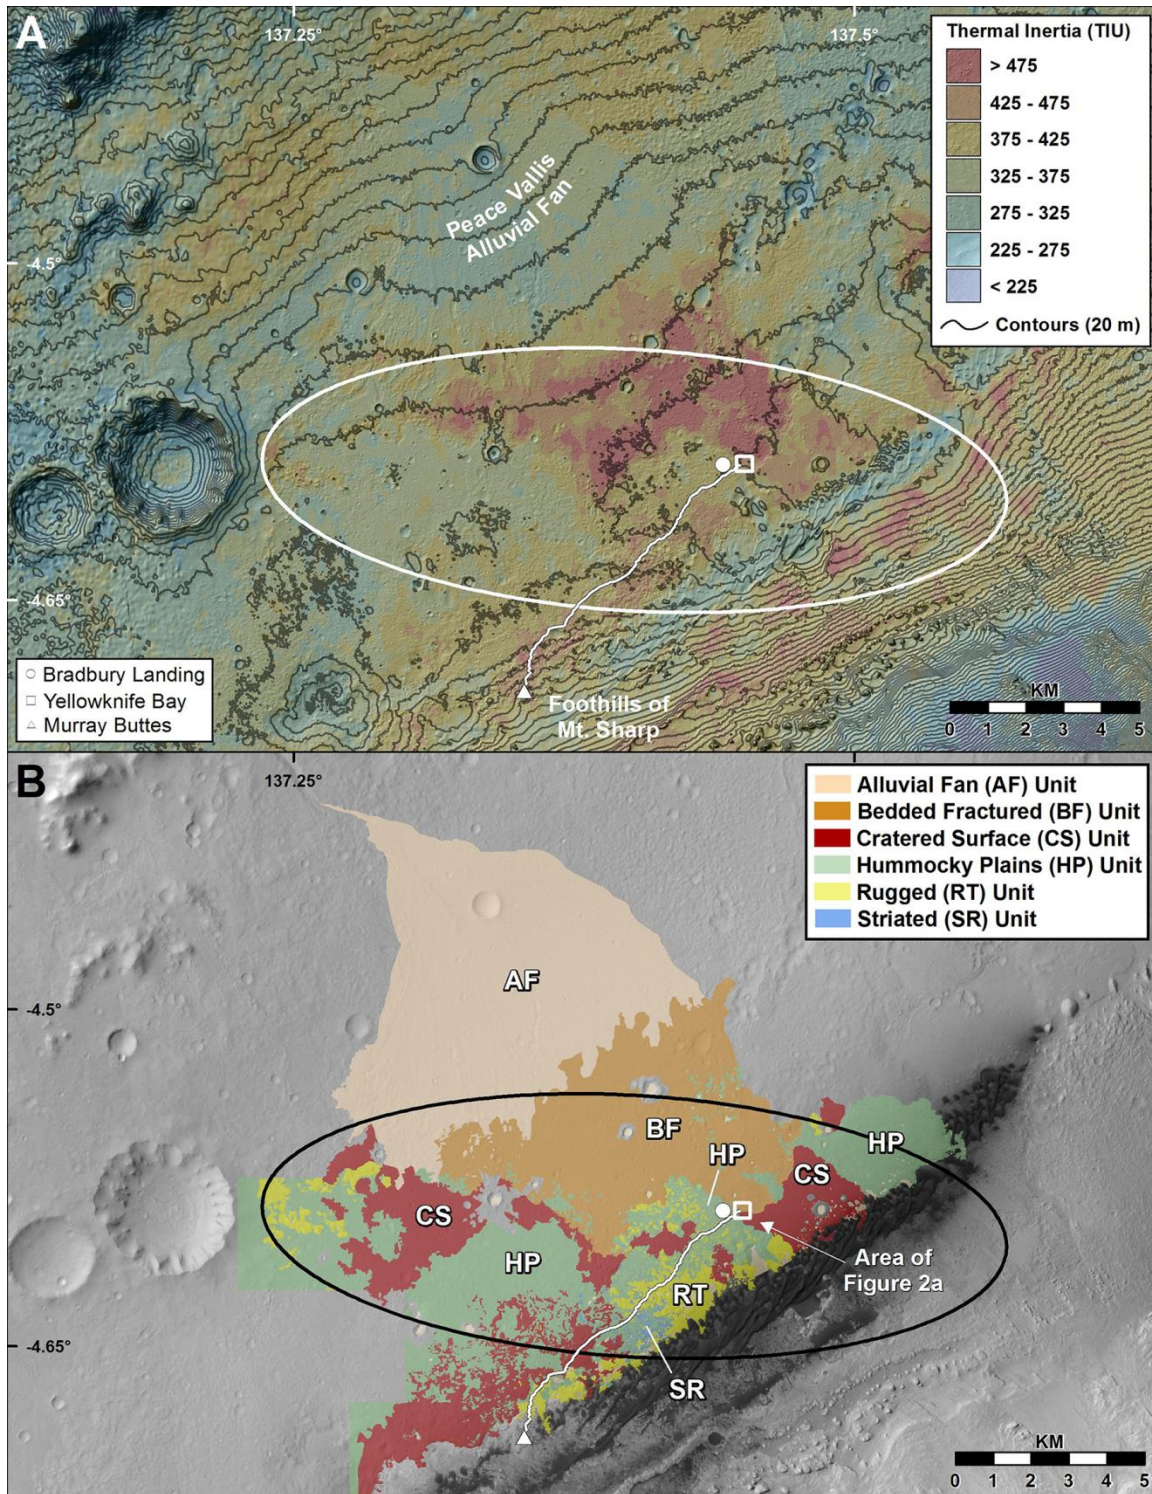 A
137.25°
137.5°
Thermal Inertia (TIU)
> 475
425 - 475
375 - 425
325 - 375
275 - 325
225 - 275
< 225
Contours (20 m)
Peace Vallis
Alluvial Fan
-4.5°
-4.65°
Bradbury Landing
Yellowknife Bay
Murray Buttes
Foothills of
Mt. Sharp
KM
0 1 2 3 4 5
B
137.25°
Alluvial Fan (AF) Unit
Bedded Fractured (BF) Unit
Cratered Surface (CS) Unit
Hummocky Plains (HP) Unit
Rugged (RT) Unit
Striated (SR) Unit
AF
-4.5°
BF
HP
HP
CS
CS
HP
Area of
Figure 2a
RT
-4.65°
SR
KM
0 1 2 3 4 5